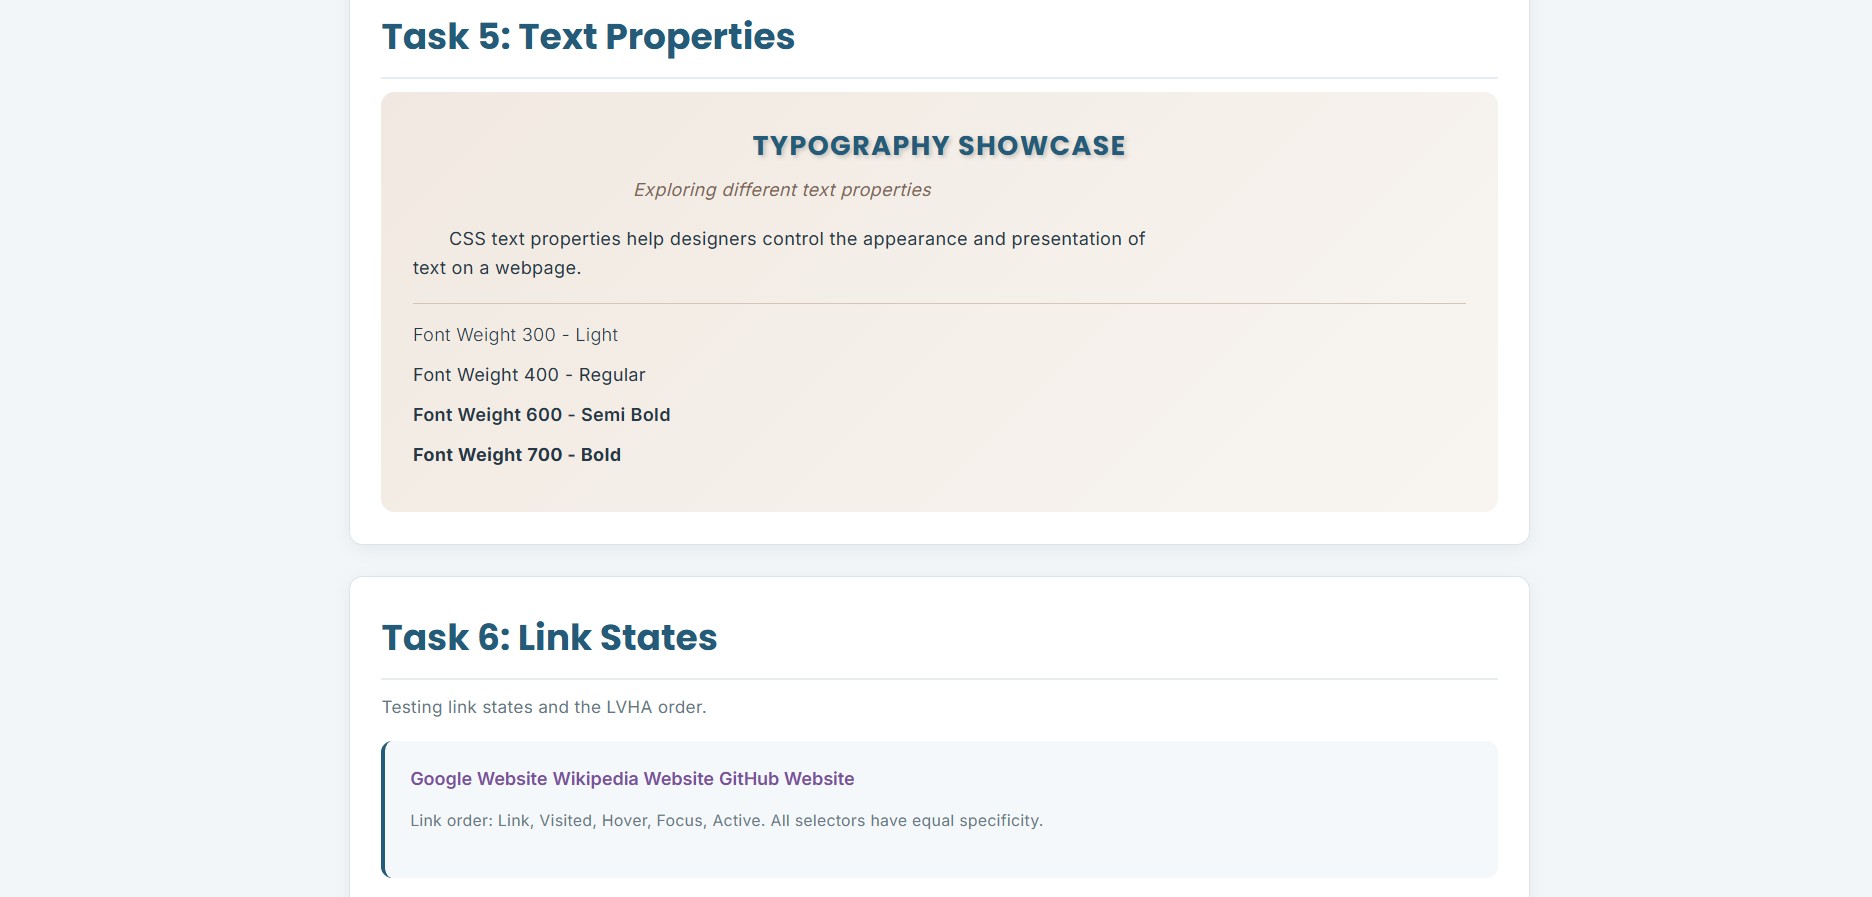 Task 5: Text Properties
TYPOGRAPHY SHOWCASE
Exploring different text properties
CSS text properties help designers control the appearance and presentation of
text on a webpage.
Font Weight 300 - Light
Font Weight 400 - Regular
Font Weight 600 - Semi Bold
Font Weight 700 - Bold
Task 6: Link States
Testing link states and the LVHA order.
Google Website Wikipedia Website GitHub Website
Link order: Link, Visited, Hover, Focus, Active. All selectors have equal specificity.